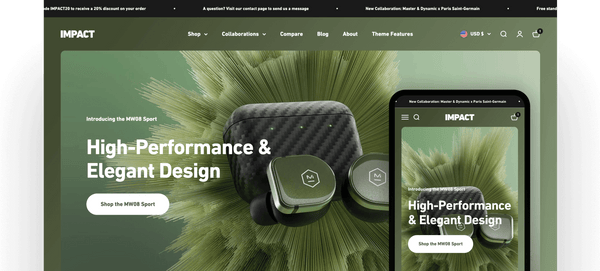 de IMPACT20 to receive a 20% discount on your order
A question? Visit our contact page to send us a message
New Collaboration: Master & Dynamic x Paris Saint-Germain
Free stand
IMPACT
Shop
Collaborations
Compare
Blog
About
Theme Features
USD $
Introducing the MW08 Sport
High-Performance &
Elegant Design
Shop the MW08 Sport
New Collaboration: Master & Dynamic x Paris Saint-Germain
IMPACT
Introducing the MW08 Sport
High-Performance
& Elegant Design
Shop the MW08 Sport